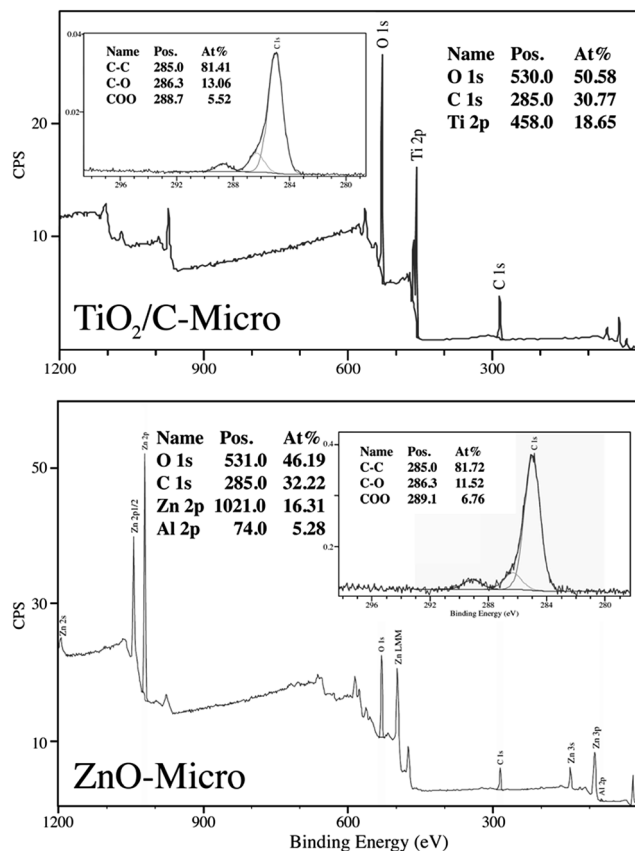 0.04
0.02
Name Pos. At%
C-C 285.0 81.41
C-O 286.3 13.06
COO 288.7 5.52
C 1s
296 292 288 284 280
O 1s
Ti 2p
C 1s
Name Pos. At%
O 1s 530.0 50.58
C 1s 285.0 30.77
Ti 2p 458.0 18.65
20
10
CPS
TiO2/C-Micro
1200 900 600 300
50
30
10
CPS
Zn 2s
Zn 2p1/2
Zn 2p
Name Pos. At%
O 1s 531.0 46.19
C 1s 285.0 32.22
Zn 2p 1021.0 16.31
Al 2p 74.0 5.28
0.4
0.2
Name Pos. At%
C-C 285.0 81.72
C-O 286.3 11.52
COO 289.1 6.76
C 1s
296 292 288 284 280
Binding Energy (eV)
O 1s
Zn LMM
C 1s
Zn 3s
Zn 3p
Al 2p
ZnO-Micro
1200 900 600 300
Binding Energy (eV)